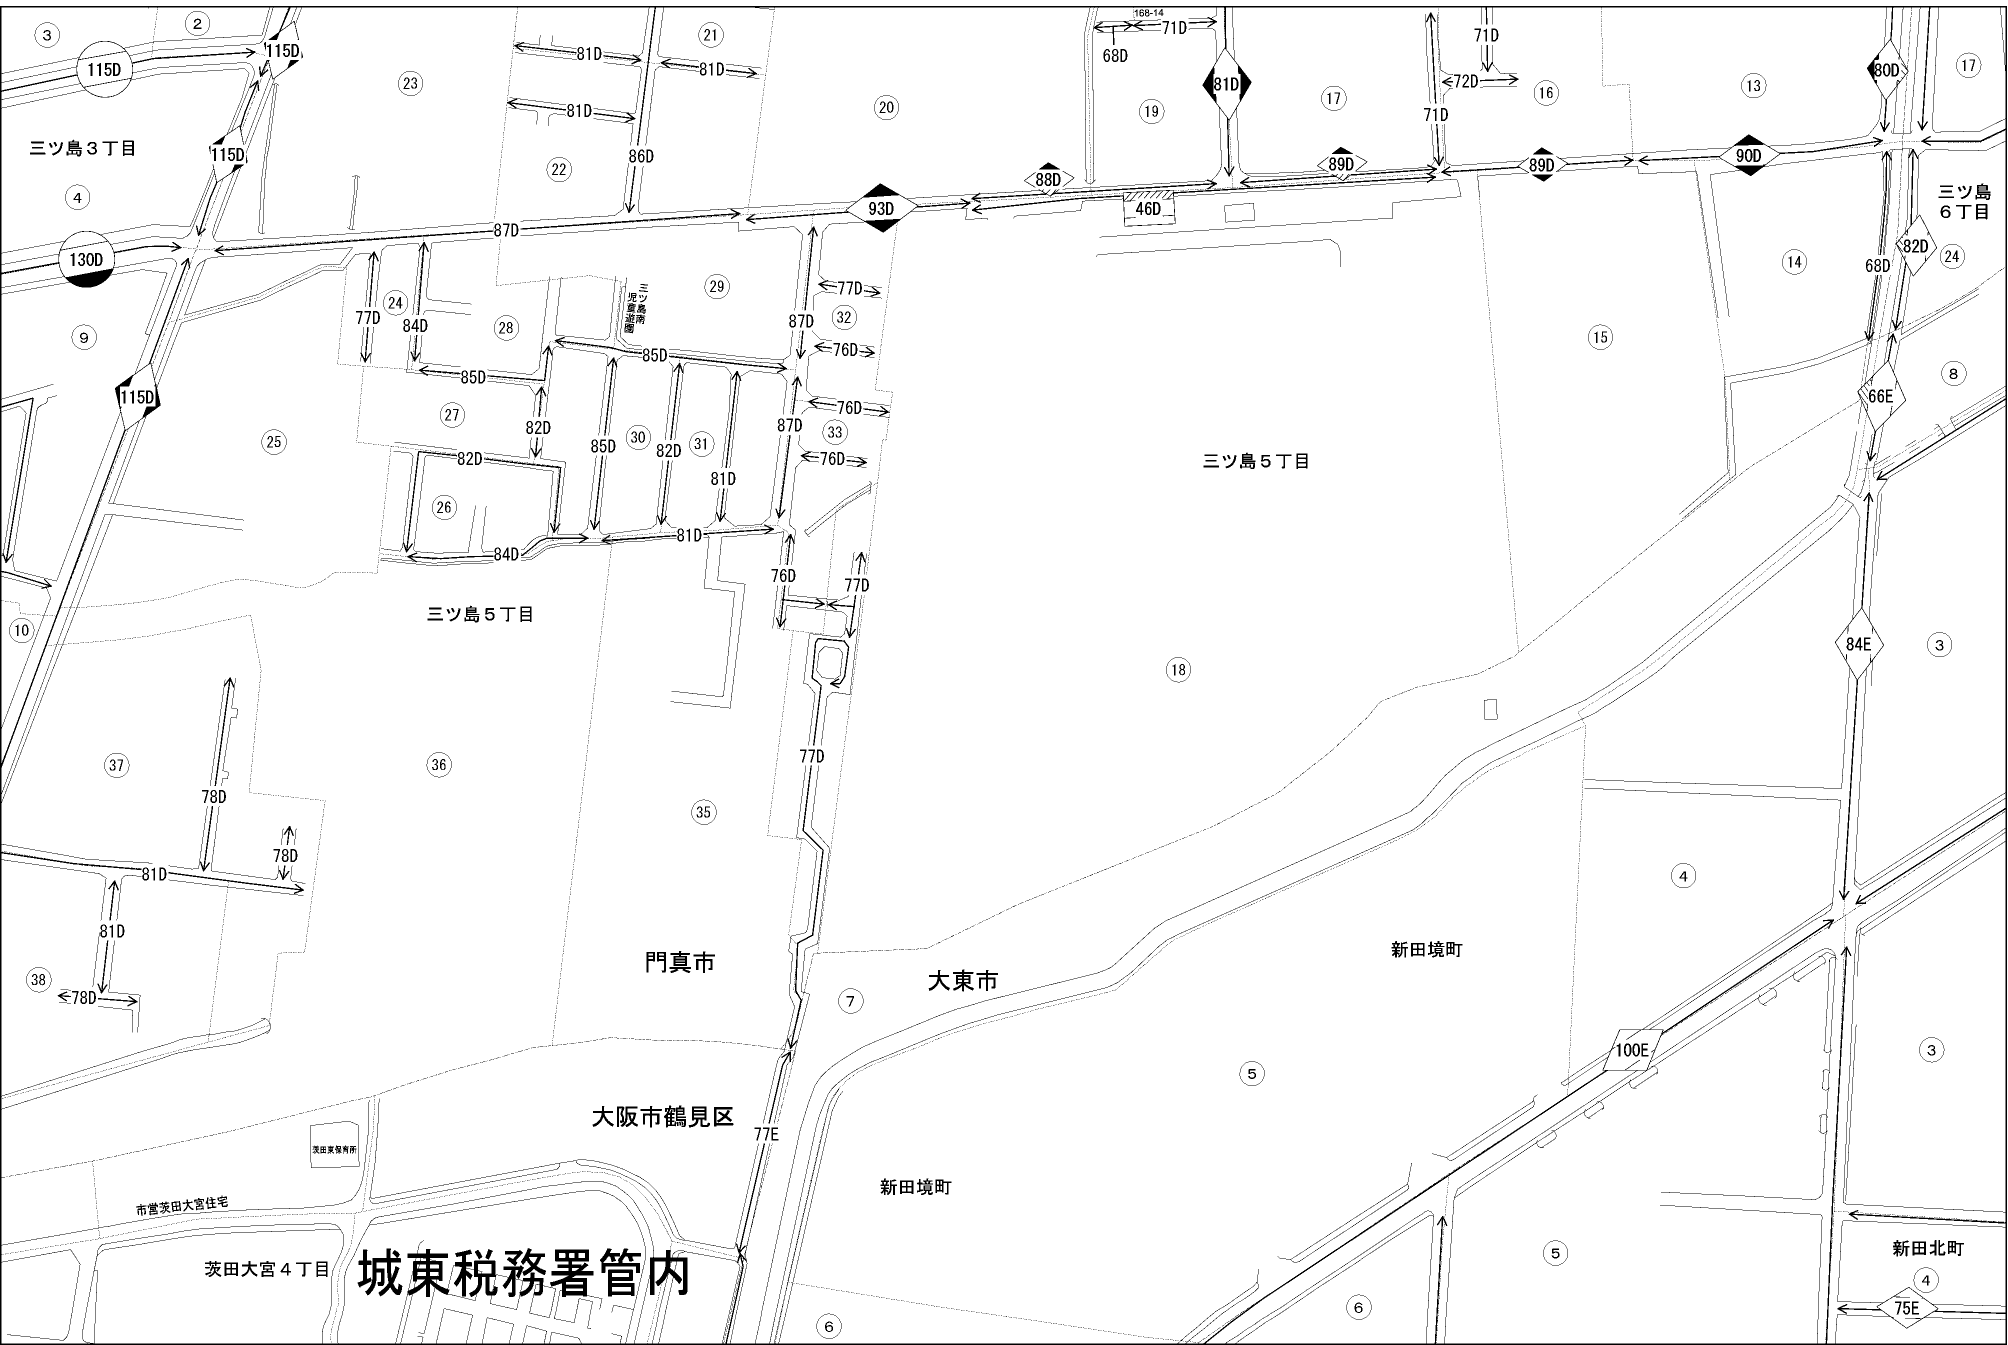 168-14
3
2
115D
115D
23
81D
81D
21
68D
71D
71D
17
80D
81D
72D
16
13
81D
22
86D
20
19
17
71D
三ツ島３丁目
115D
4
88D
89D
89D
90D
三ツ島
６丁目
93D
46D
87D
130D
82D
24
14
68D
29
77D
三ツ島南
児童遊園
24
77D
84D
28
87D
32
9
76D
15
85D
85D
8
115D
66E
27
76D
25
82D
85D
30
82D
31
87D
33
三ツ島５丁目
82D
76D
81D
26
84D
81D
76D
77D
三ツ島５丁目
10
18
84E
3
77D
37
36
78D
35
78D
81D
4
81D
新田境町
門真市
大東市
38
78D
7
100E
5
3
大阪市鶴見区
77E
茨田東保育所
新田境町
市営茨田大宮住宅
茨田大宮４丁目
城東税務署管内
5
新田北町
4
6
6
75E